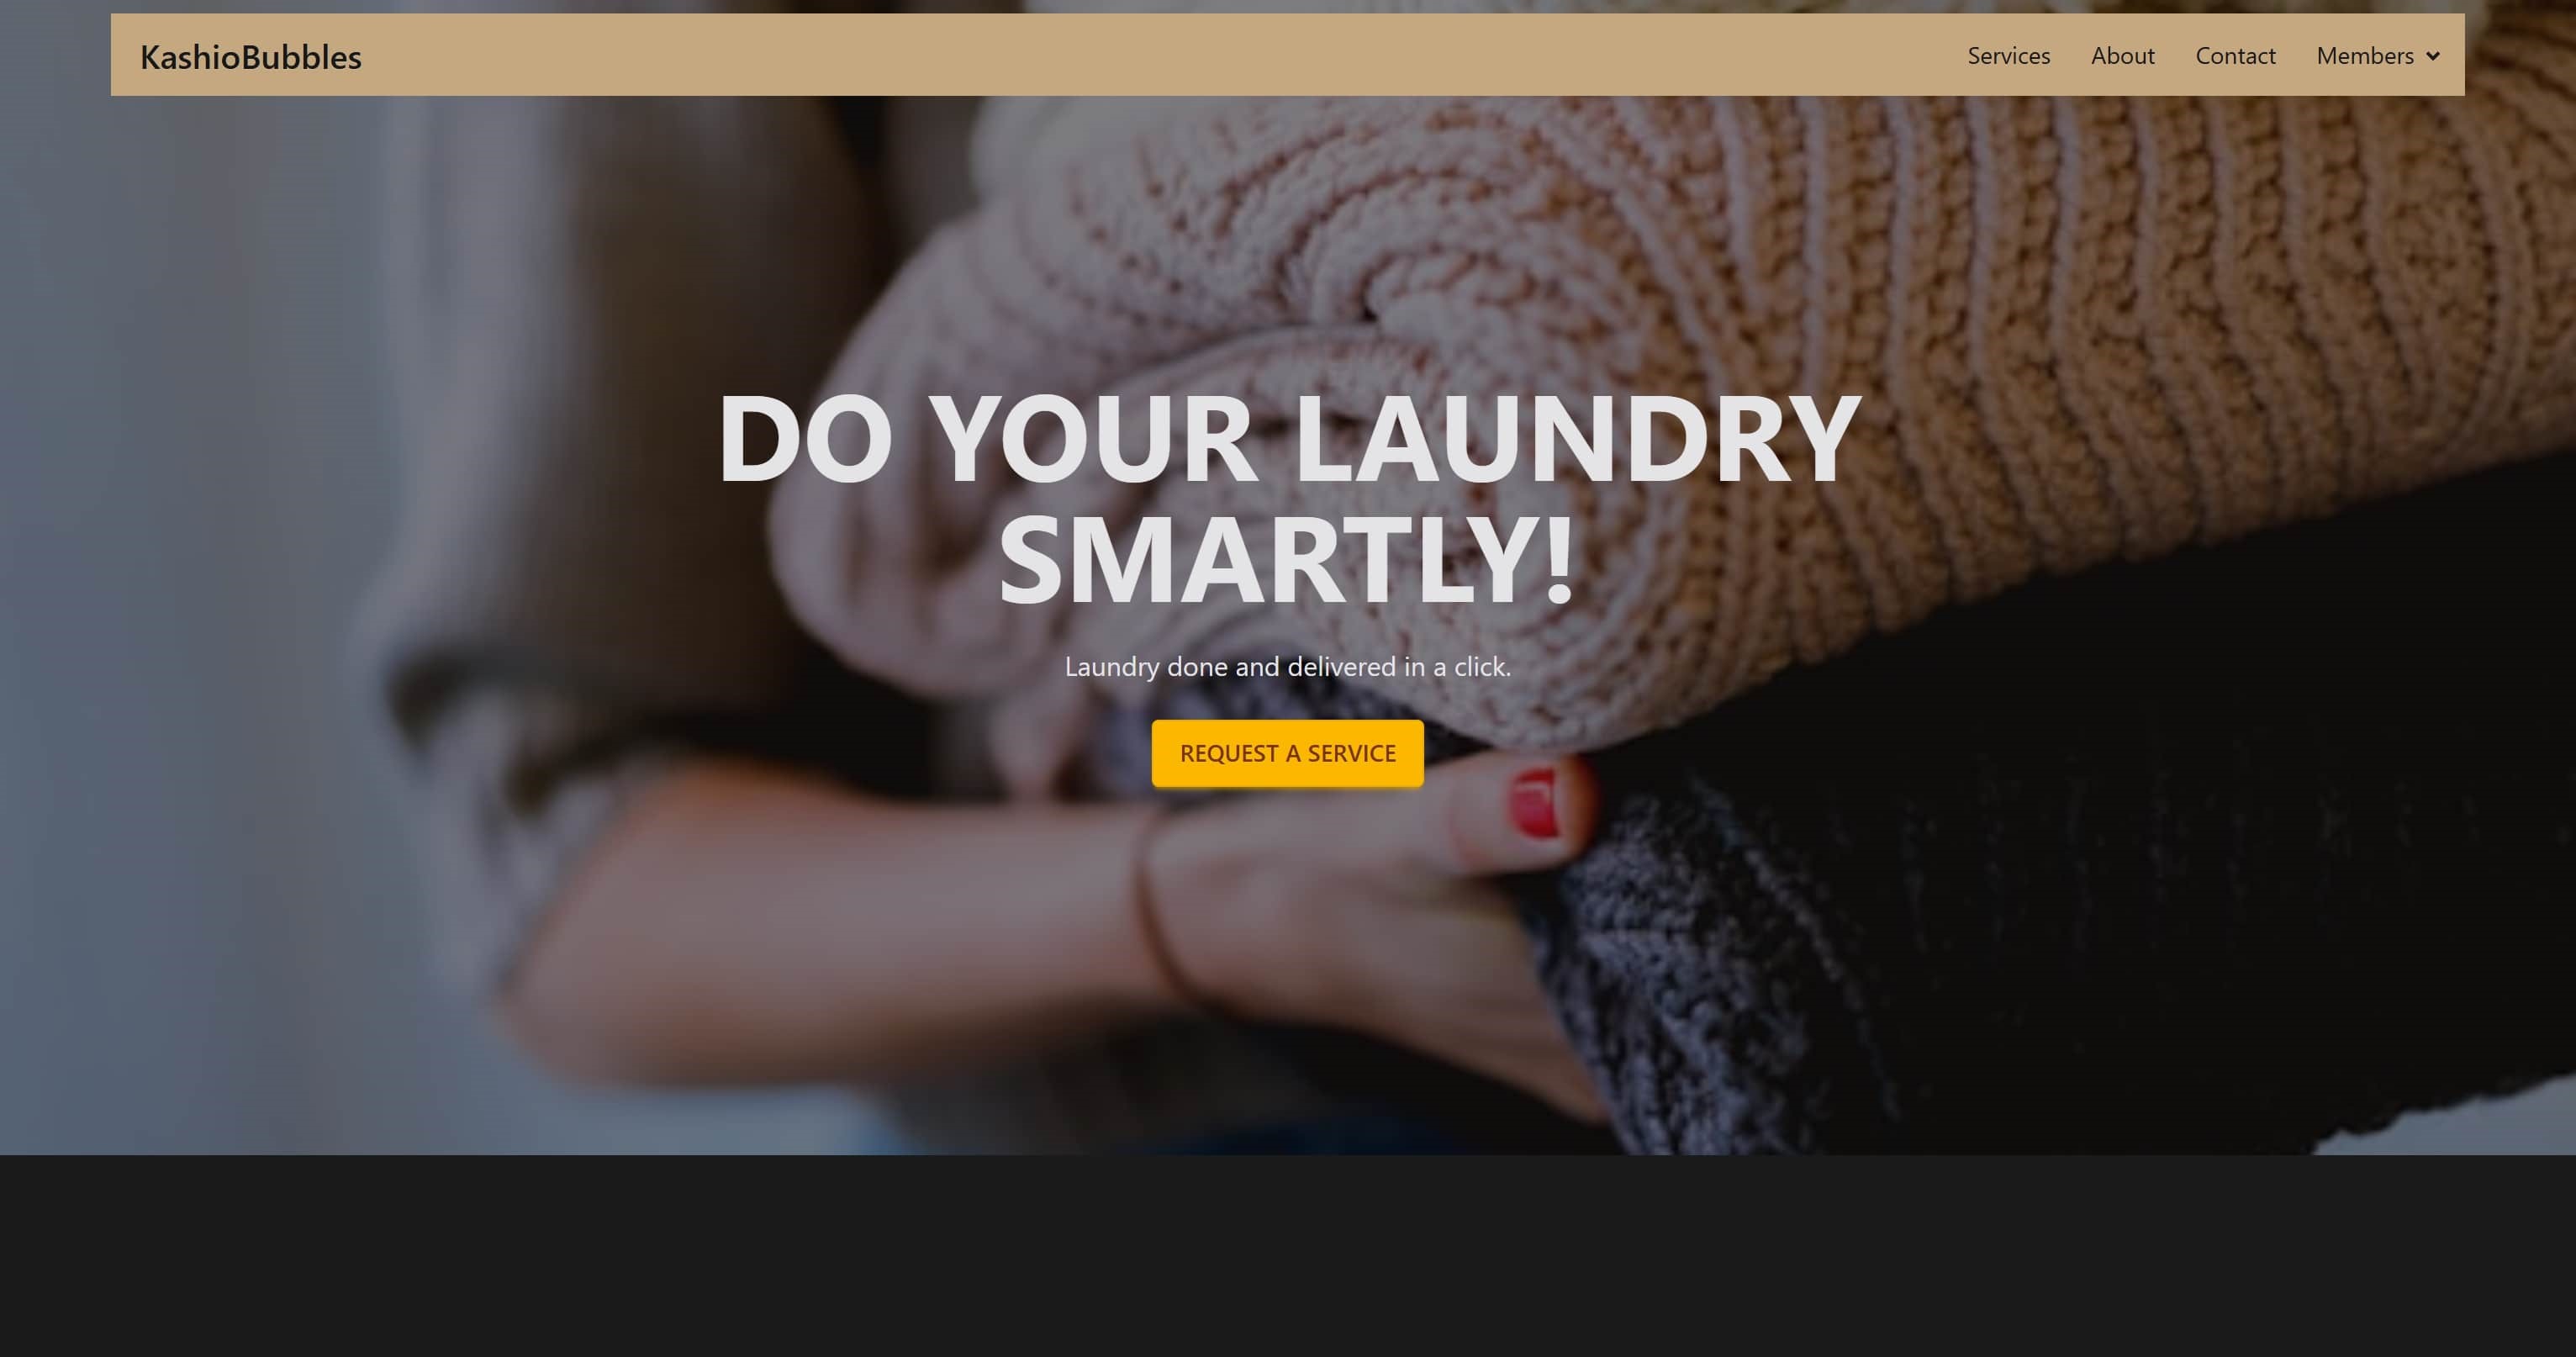 KashioBubbles
Services About Contact Members
DO YOUR LAUNDRY
SMARTLY!
Laundry done and delivered in a click.
REQUEST A SERVICE